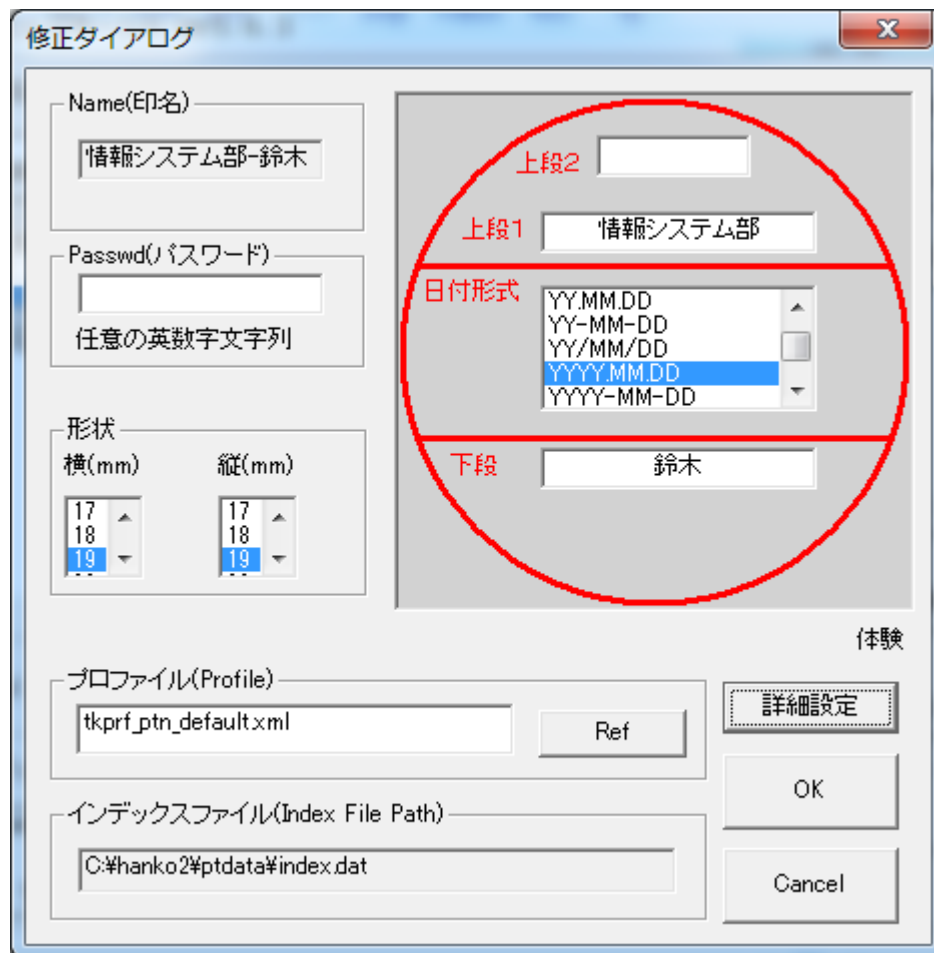 修正ダイアログ
Name(印名)
情報システム部-鈴木
Passwd(パスワード)
任意の英数字文字列
形状
横(mm)
縦(mm)
17
18
19
17
18
19
上段2
上段1
情報システム部
日付形式
YY.MM.DD
YY-MM-DD
YY/MM/DD
YYYY.MM.DD
YYYY-MM-DD
下段
鈴木
体験
プロファイル(Profile)
tkprf_ptn_default.xml
Ref
詳細設定
OK
インデックスファイル(Index File Path)
C:¥hanko2¥ptdata¥index.dat
Cancel